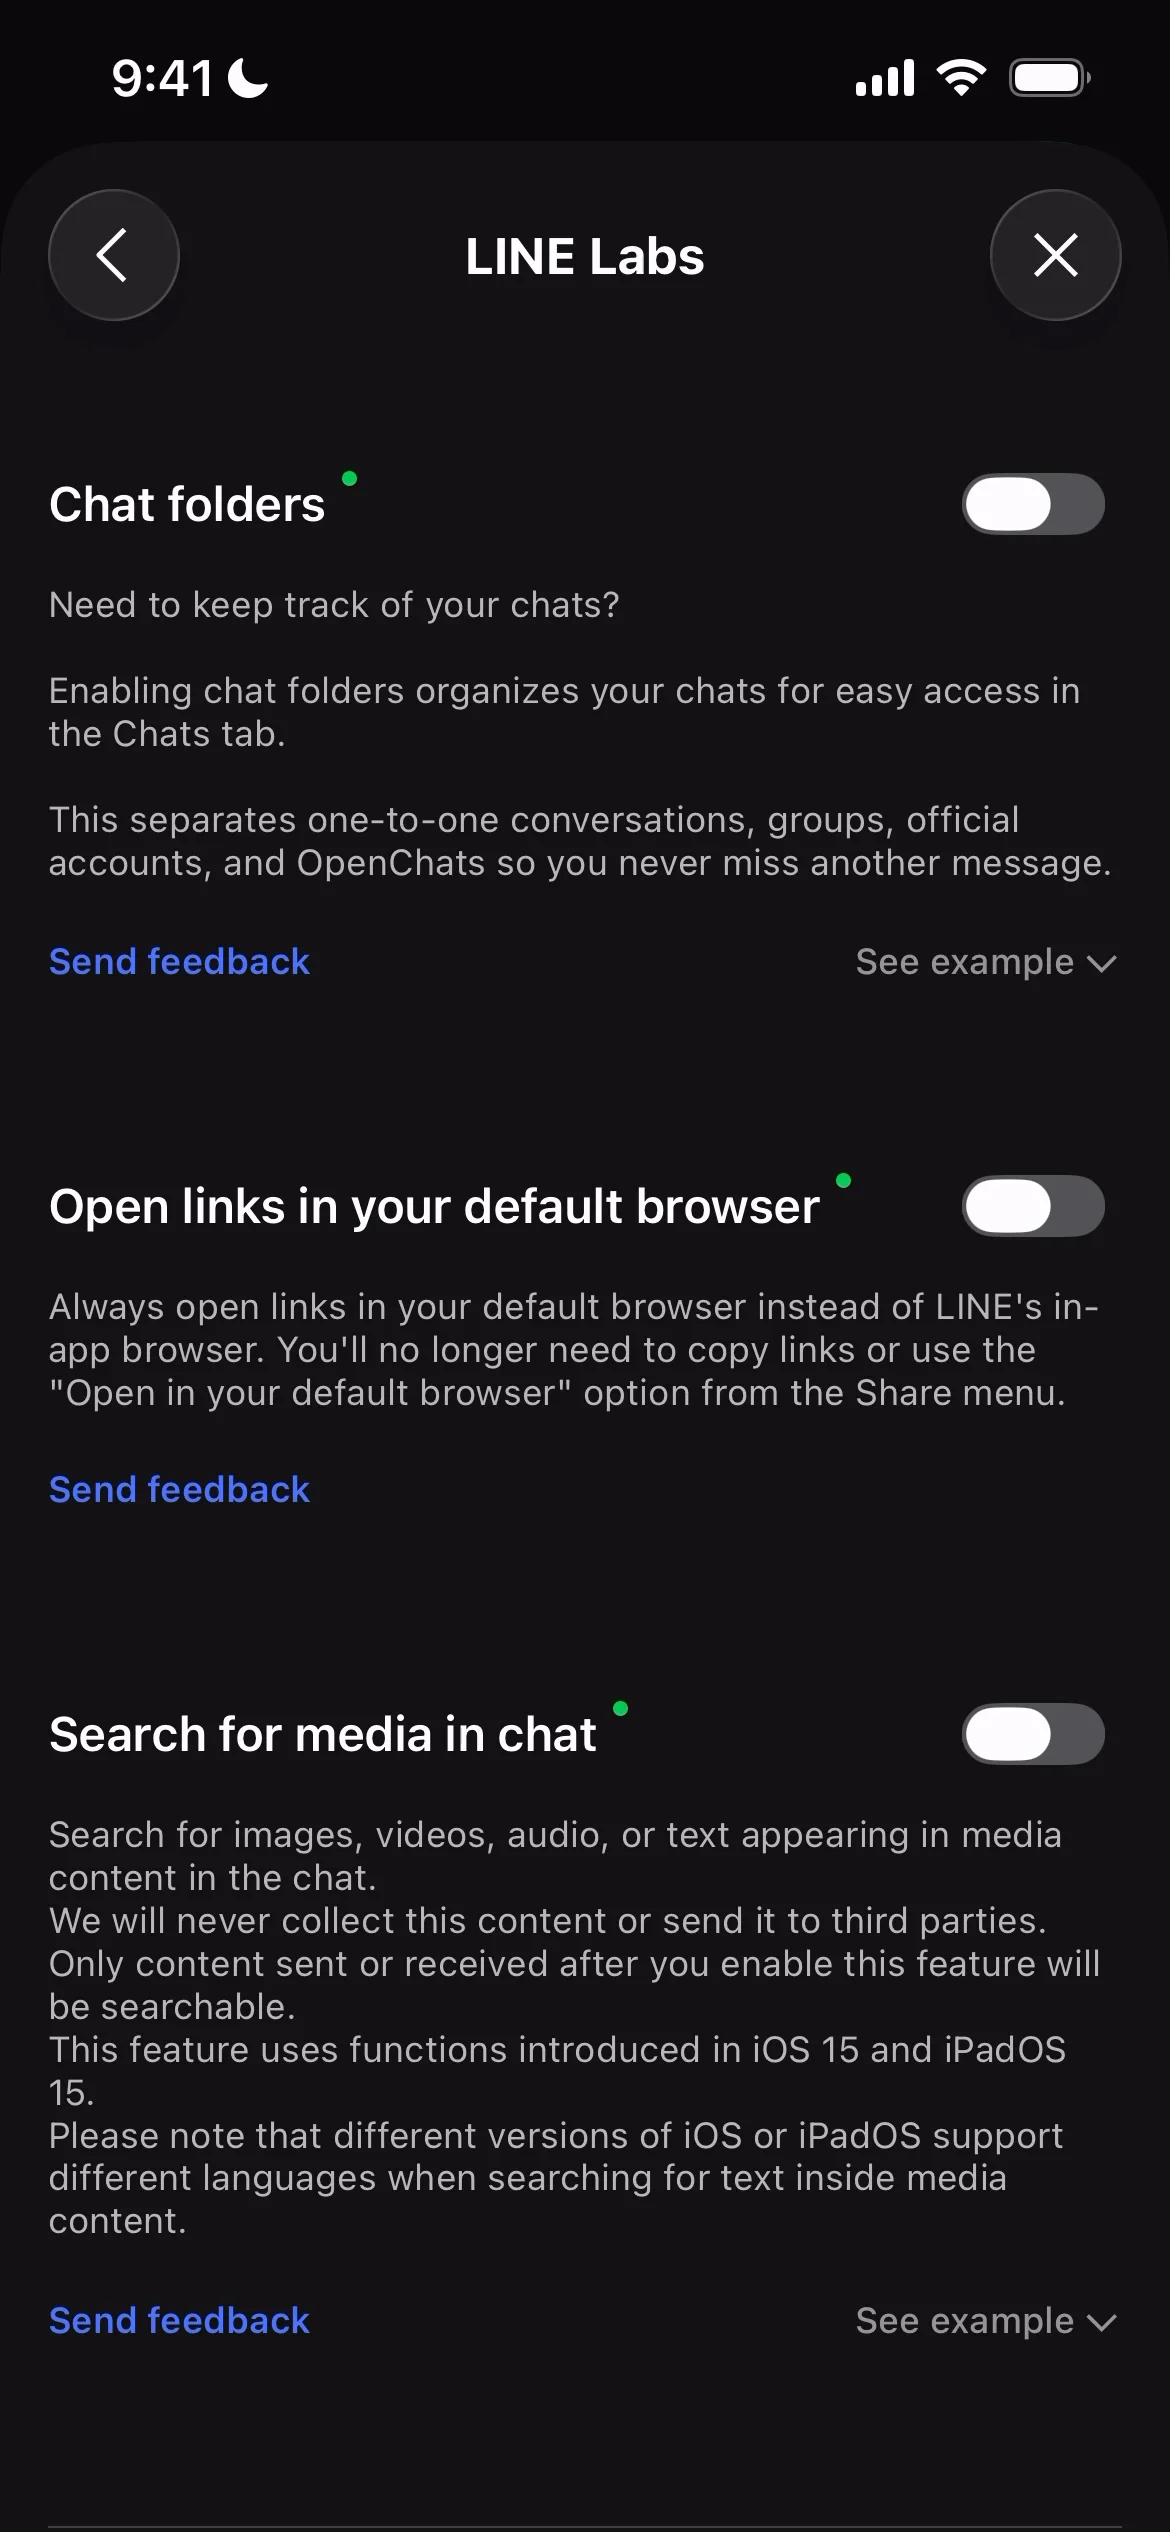 9:41
LINE Labs
Chat folders
Need to keep track of your chats?
Enabling chat folders organizes your chats for easy access in
the Chats tab.
This separates one-to-one conversations, groups, official
accounts, and OpenChats so you never miss another message.
Send feedback
See example
Open links in your default browser
Always open links in your default browser instead of LINE's in-
app browser. You'll no longer need to copy links or use the
"Open in your default browser" option from the Share menu.
Send feedback
Search for media in chat
Search for images, videos, audio, or text appearing in media
content in the chat.
We will never collect this content or send it to third parties.
Only content sent or received after you enable this feature will
be searchable.
This feature uses functions introduced in iOS 15 and iPadOS
15.
Please note that different versions of iOS or iPadOS support
different languages when searching for text inside media
content.
Send feedback
See example